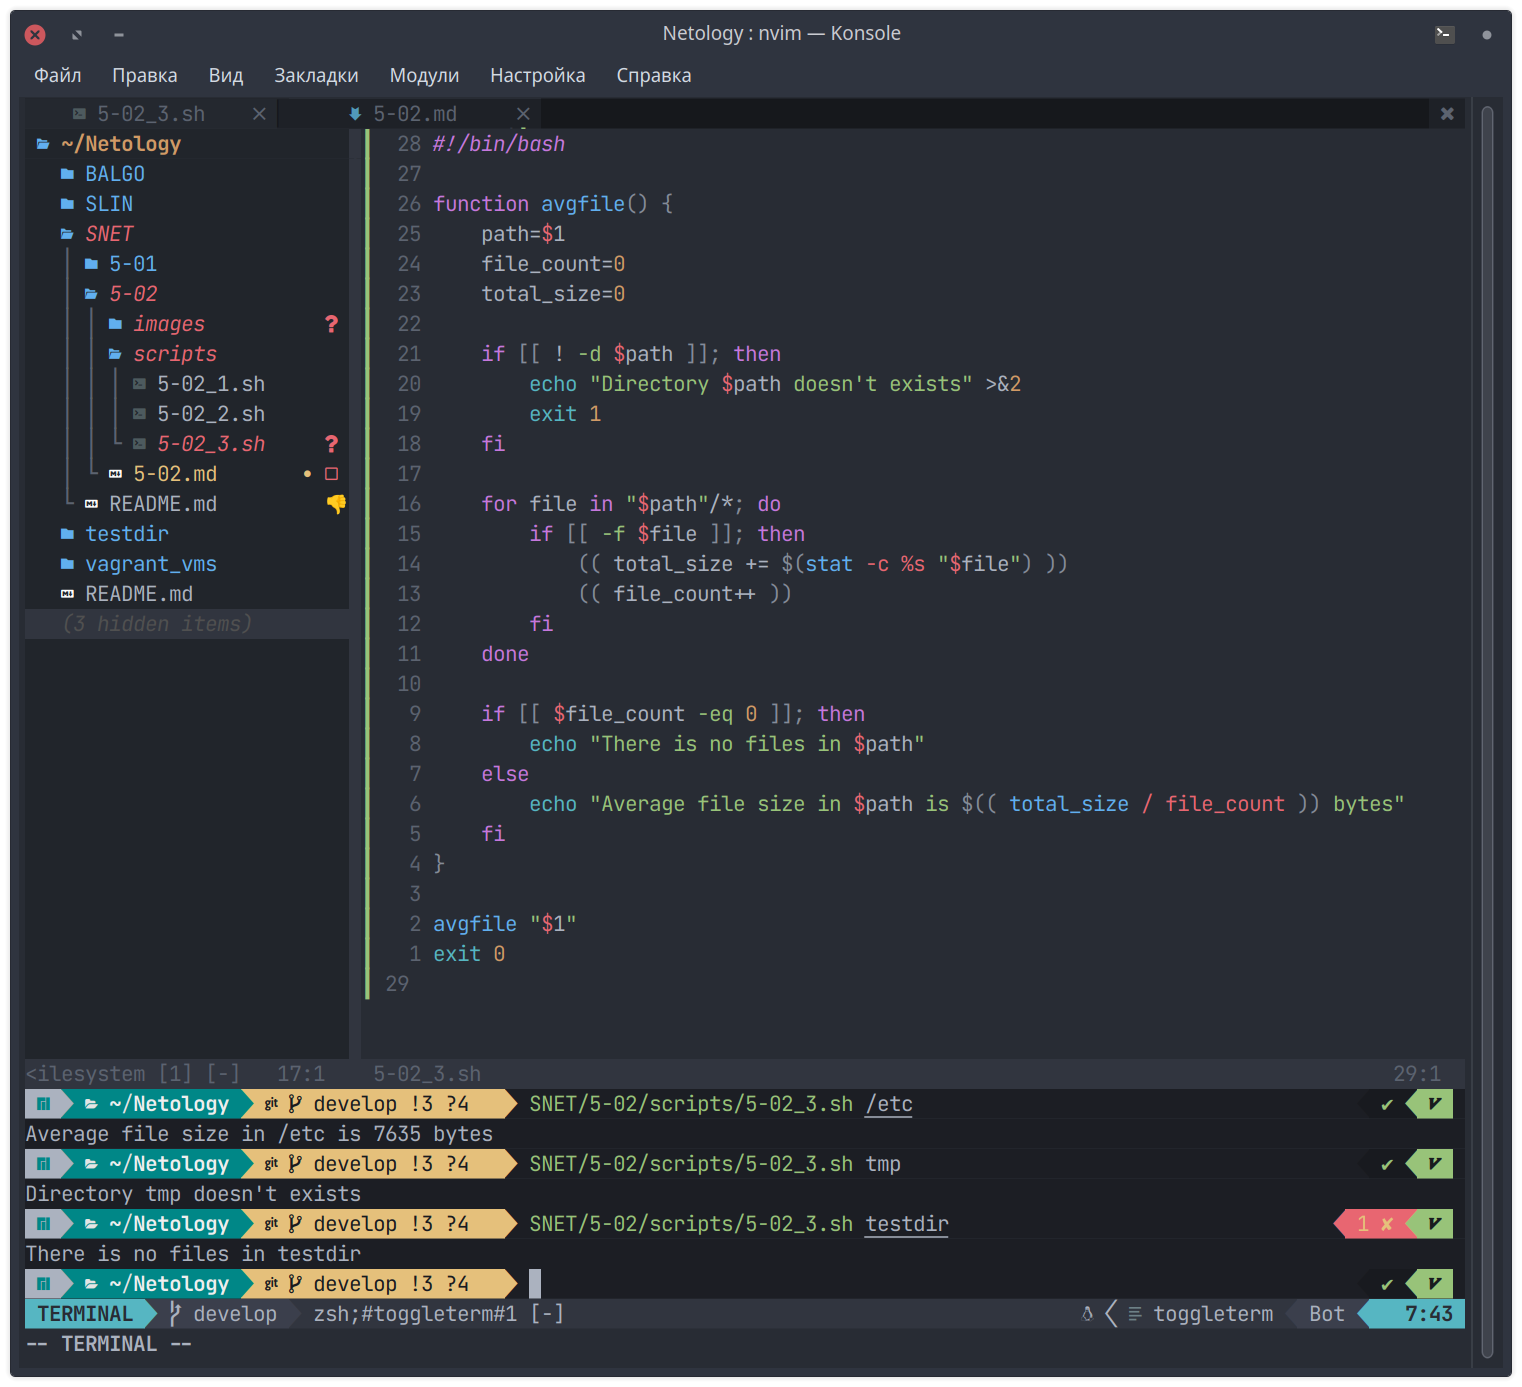 Netology : nvim — Konsole
Файл Правка Вид Закладки Модули Настройка Справка
5-02_3.sh 5-02.md
~/Netology
BALGO
SLIN
SNET
5-01
5-02
images ?
scripts
5-02_1.sh
5-02_2.sh
5-02_3.sh ?
5-02.md
README.md
testdir
vagrant_vms
README.md
(3 hidden items)
28 #!/bin/bash
27
26 function avgfile() {
25     path=$1
24     file_count=0
23     total_size=0
22
21     if [[ ! -d $path ]]; then
20         echo "Directory $path doesn't exists" >&2
19         exit 1
18     fi
17
16     for file in "$path"/*; do
15         if [[ -f $file ]]; then
14             (( total_size += $(stat -c %s "$file") ))
13             (( file_count++ ))
12         fi
11     done
10
9     if [[ $file_count -eq 0 ]]; then
8         echo "There is no files in $path"
7     else
6         echo "Average file size in $path is $(( total_size / file_count )) bytes"
5     fi
4 }
3
2 avgfile "$1"
1 exit 0
29
<ilesystem [1] [-] 17:1 5-02_3.sh 29:1
~/Netology git develop !3 ?4 SNET/5-02/scripts/5-02_3.sh /etc ✔ V
Average file size in /etc is 7635 bytes
~/Netology git develop !3 ?4 SNET/5-02/scripts/5-02_3.sh tmp ✔ V
Directory tmp doesn't exists
~/Netology git develop !3 ?4 SNET/5-02/scripts/5-02_3.sh testdir 1 ✘ V
There is no files in testdir
~/Netology git develop !3 ?4 ✔ V
TERMINAL develop zsh;#toggleterm#1 [-] toggleterm Bot 7:43
-- TERMINAL --